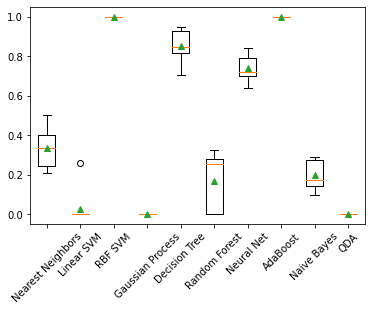 1.0
0.8
0.6
0.4
0.2
0.0
Nearest Neighbors
Linear SVM
RBF SVM
Gaussian Process
Decision Tree
Random Forest
Neural Net
AdaBoost
Naive Bayes
QDA